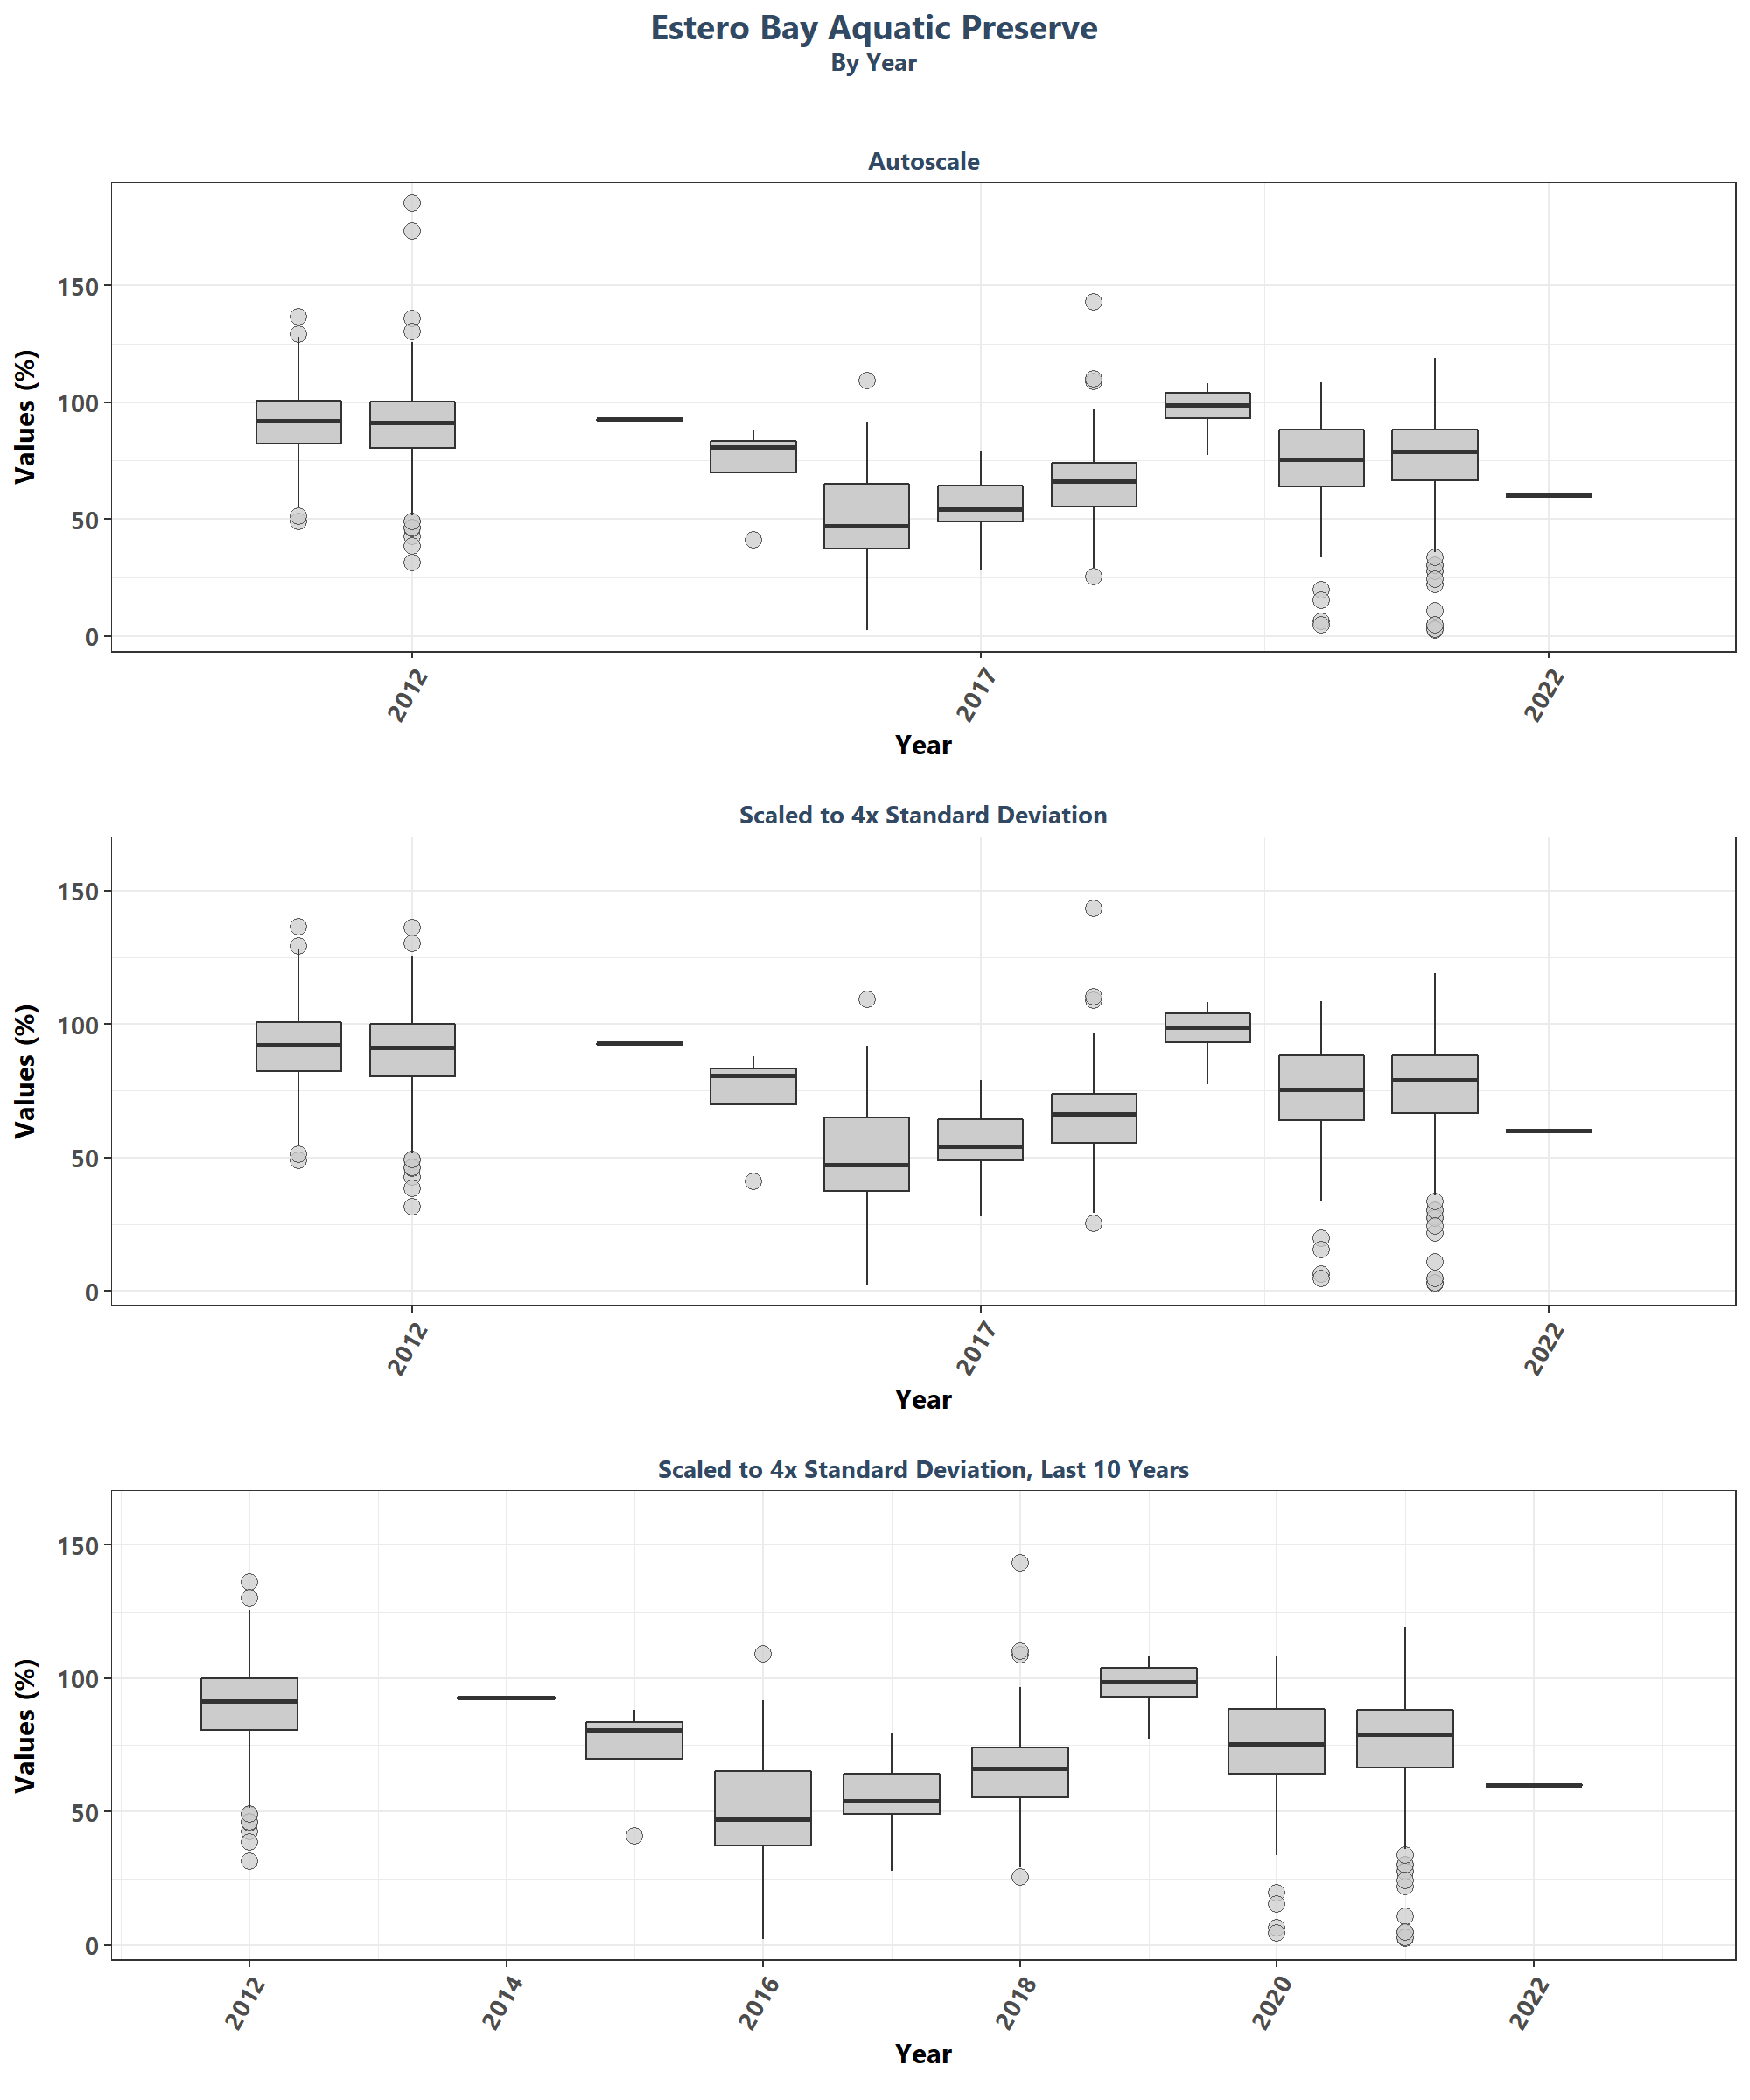 Estero Bay Aquatic Preserve
By Year
Autoscale
Values (%)
150
100
50
0
2012
2017
2022
Year
Scaled to 4x Standard Deviation
Values (%)
150
100
50
0
2012
2017
2022
Year
Scaled to 4x Standard Deviation, Last 10 Years
Values (%)
150
100
50
0
2012
2014
2016
2018
2020
2022
Year